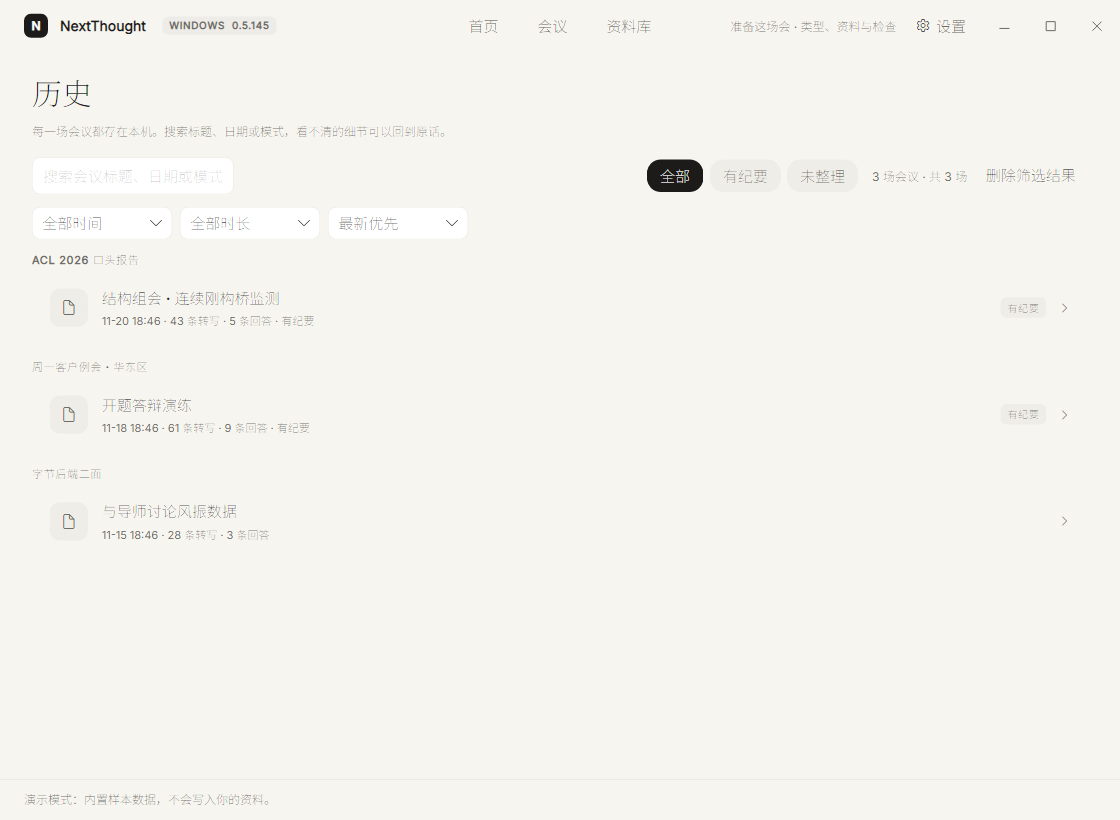 N NextThought WINDOWS 0.5.145 首页 会议 资料库 准备这场会 · 类型、资料与检查 设置
历史
每一场会议都存在本机。搜索标题、日期或模式，看不清的细节可以回到原话。
搜索会议标题、日期或模式 全部 有纪要 未整理 3 场会议 · 共 3 场 删除筛选结果
全部时间 全部时长 最新优先
ACL 2026 口头报告
结构组会 · 连续刚构桥监测
11-20 18:46 · 43 条转写 · 5 条回答 · 有纪要
有纪要
周一客户例会 · 华东区
开题答辩演练
11-18 18:46 · 61 条转写 · 9 条回答 · 有纪要
有纪要
字节后端二面
与导师讨论风振数据
11-15 18:46 · 28 条转写 · 3 条回答
演示模式：内置样本数据，不会写入你的资料。